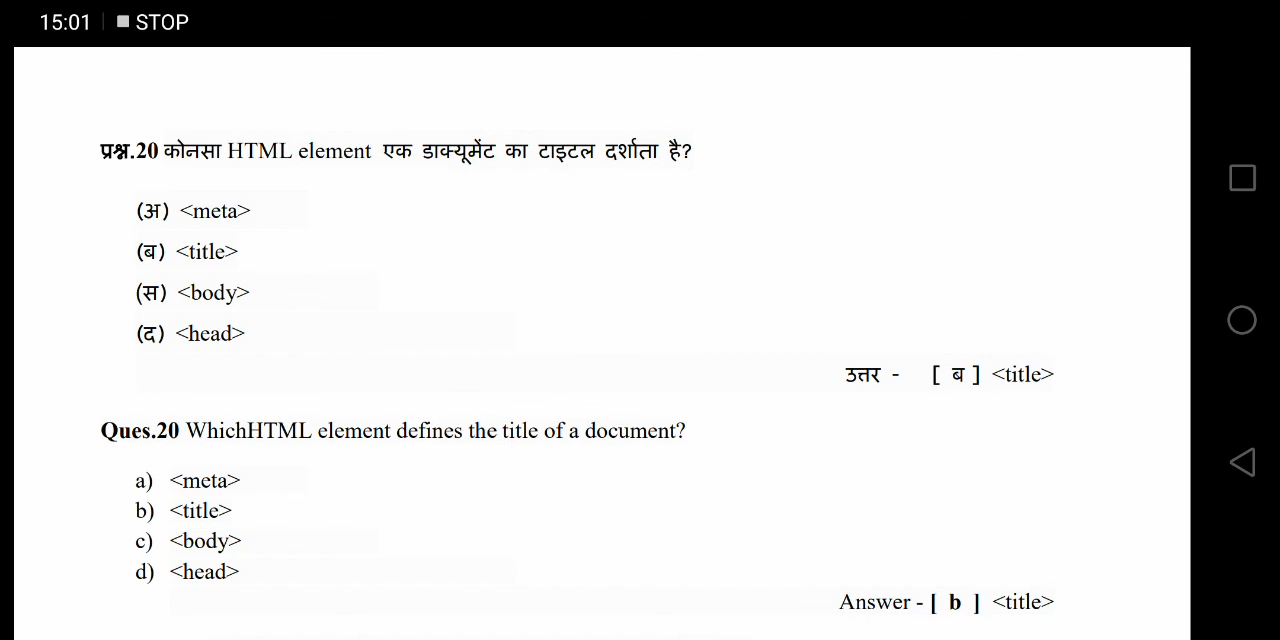 15:01 STOP
प्रश्न.20 कोनसा HTML element एक डाक्यूमेंट का टाइटल दर्शाता है?
(अ) <meta>
(ब) <title>
(स) <body>
(द) <head>
उत्तर - [ ब ] <title>
Ques.20 WhichHTML element defines the title of a document?
a) <meta>
b) <title>
c) <body>
d) <head>
Answer - [ b ] <title>